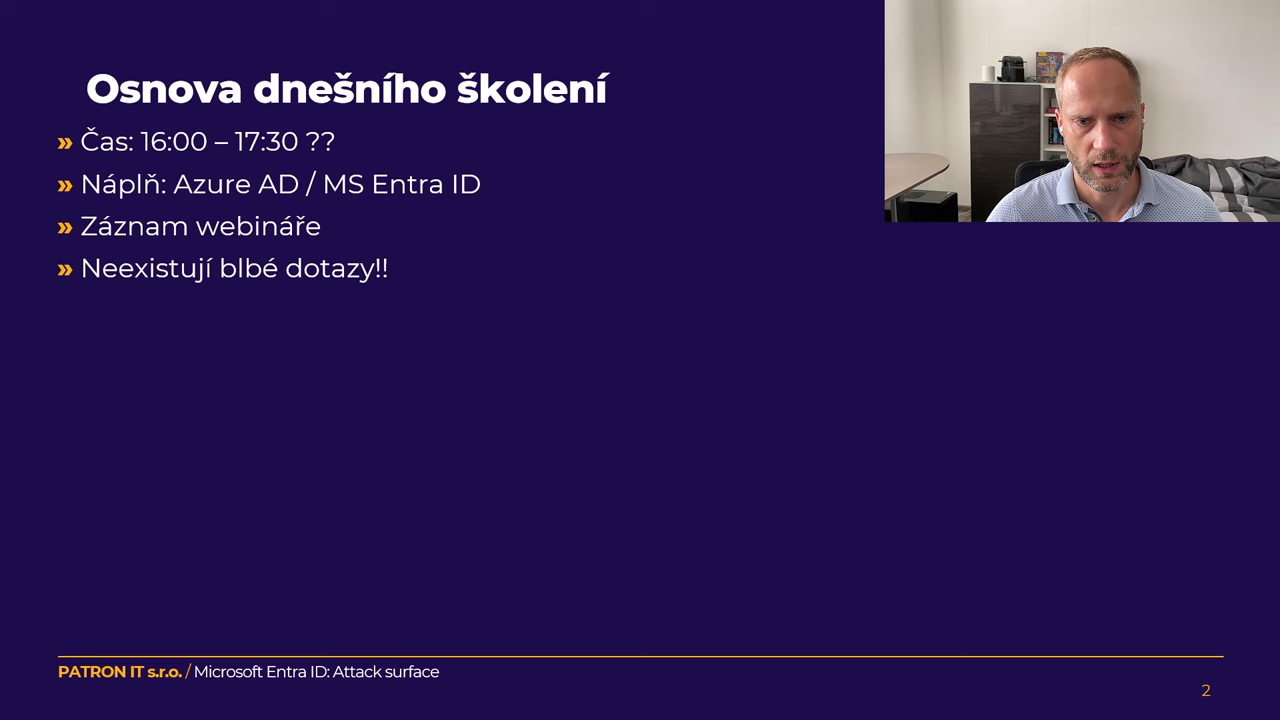 Osnova dnešního školení
» Čas: 16:00 – 17:30 ??
» Náplň: Azure AD / MS Entra ID
» Záznam webináře
» Neexistují blbé dotazy!!
PATRON IT s.r.o. / Microsoft Entra ID: Attack surface
2